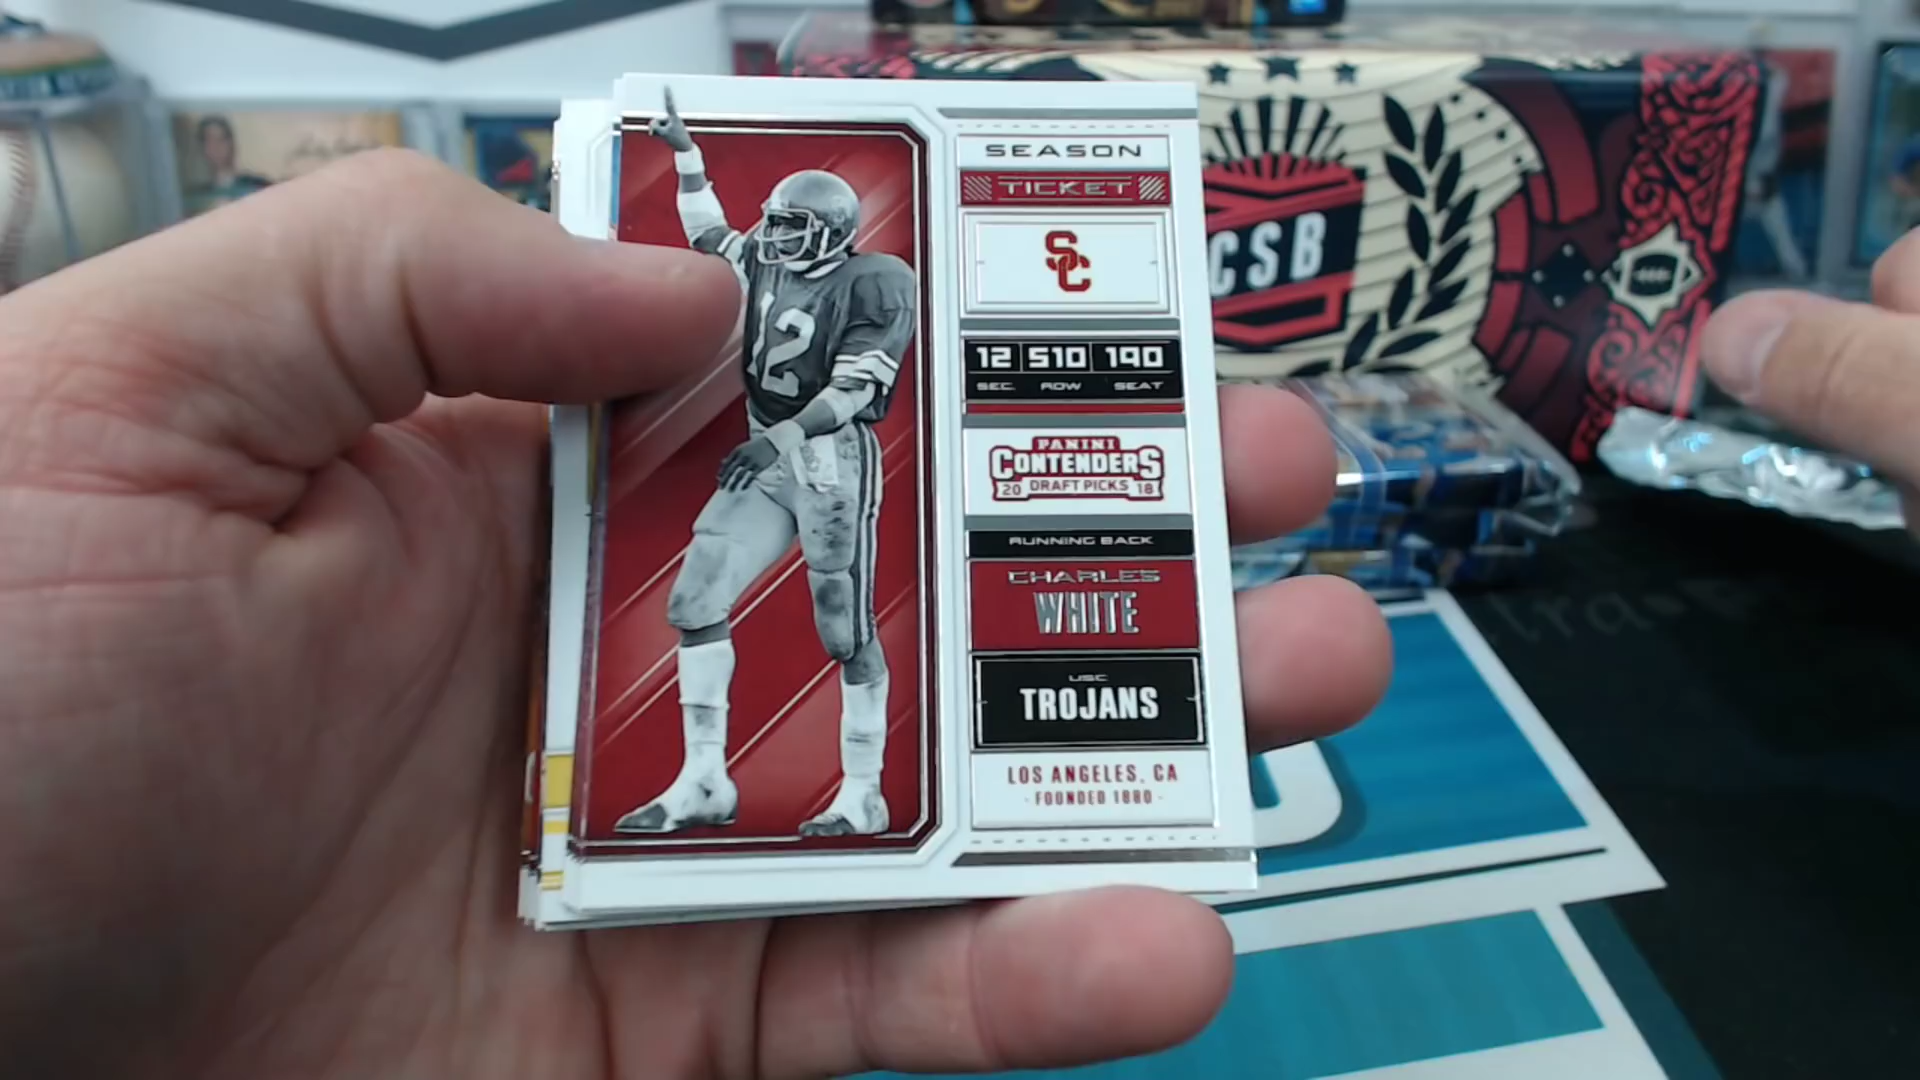 SEASON
TICKET
SC
12 510 190
SEC. ROW SEAT
PANINI
CONTENDERS
20 DRAFT PICKS 18
RUNNING BACK
CHARLES
WHITE
USC
TROJANS
LOS ANGELES, CA
- FOUNDED 1880 -
12
CSB